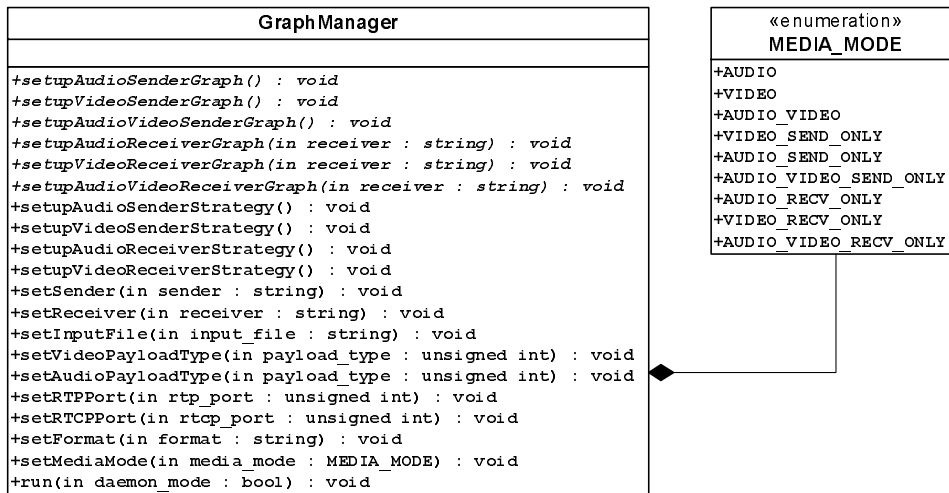 GraphManager
+setupAudioSenderGraph() : void
+setupVideoSenderGraph() : void
+setupAudioVideoSenderGraph() : void
+setupAudioReceiverGraph(in receiver : string) : void
+setupVideoReceiverGraph(in receiver : string) : void
+setupAudioVideoReceiverGraph(in receiver : string) : void
+setupAudioSenderStrategy() : void
+setupVideoSenderStrategy() : void
+setupAudioReceiverStrategy() : void
+setupVideoReceiverStrategy() : void
+setSender(in sender : string) : void
+setReceiver(in receiver : string) : void
+setInputFile(in input_file : string) : void
+setVideoPayloadType(in payload_type : unsigned int) : void
+setAudioPayloadType(in payload_type : unsigned int) : void
+setRTPPort(in rtp_port : unsigned int) : void
+setRTCPPort(in rtcp_port : unsigned int) : void
+setFormat(in format : string) : void
+setMediaMode(in media_mode : MEDIA_MODE) : void
+run(in daemon_mode : bool) : void
«enumeration»
MEDIA_MODE
+AUDIO
+VIDEO
+AUDIO_VIDEO
+VIDEO_SEND_ONLY
+AUDIO_SEND_ONLY
+AUDIO_VIDEO_SEND_ONLY
+AUDIO_RECV_ONLY
+VIDEO_RECV_ONLY
+AUDIO_VIDEO_RECV_ONLY